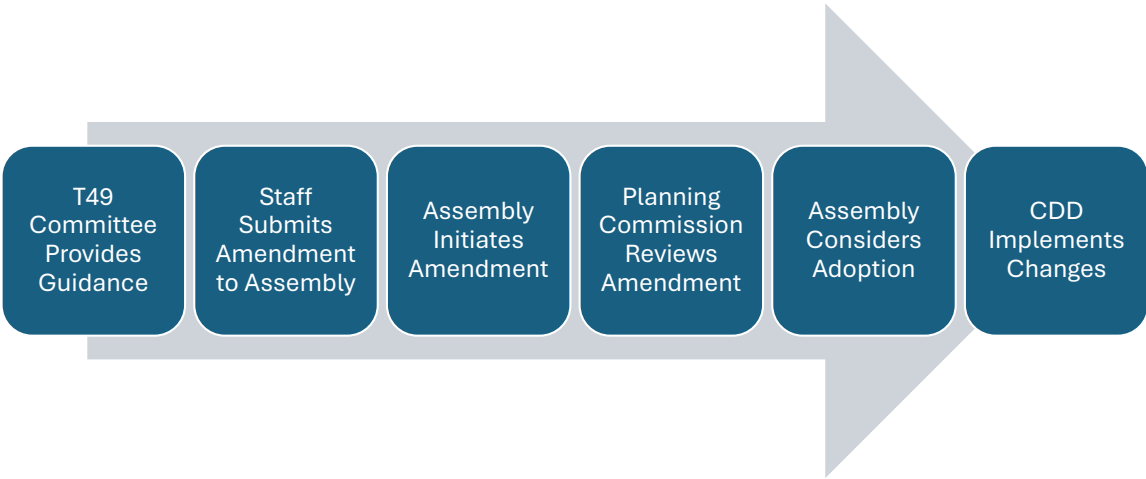 T49
Committee
Provides
Guidance
Staff
Submits
Amendment
to Assembly
Assembly
Initiates
Amendment
Planning
Commission
Reviews
Amendment
Assembly
Considers
Adoption
CDD
Implements
Changes